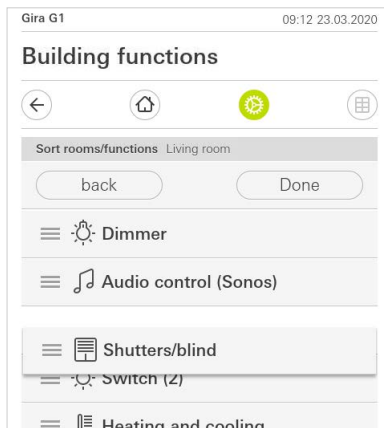 Gira G1 09:12 23.03.2020
Building functions
Sort rooms/functions Living room
back Done
Dimmer
Audio control (Sonos)
Shutters/blind
Switch (2)
Heating and cooling